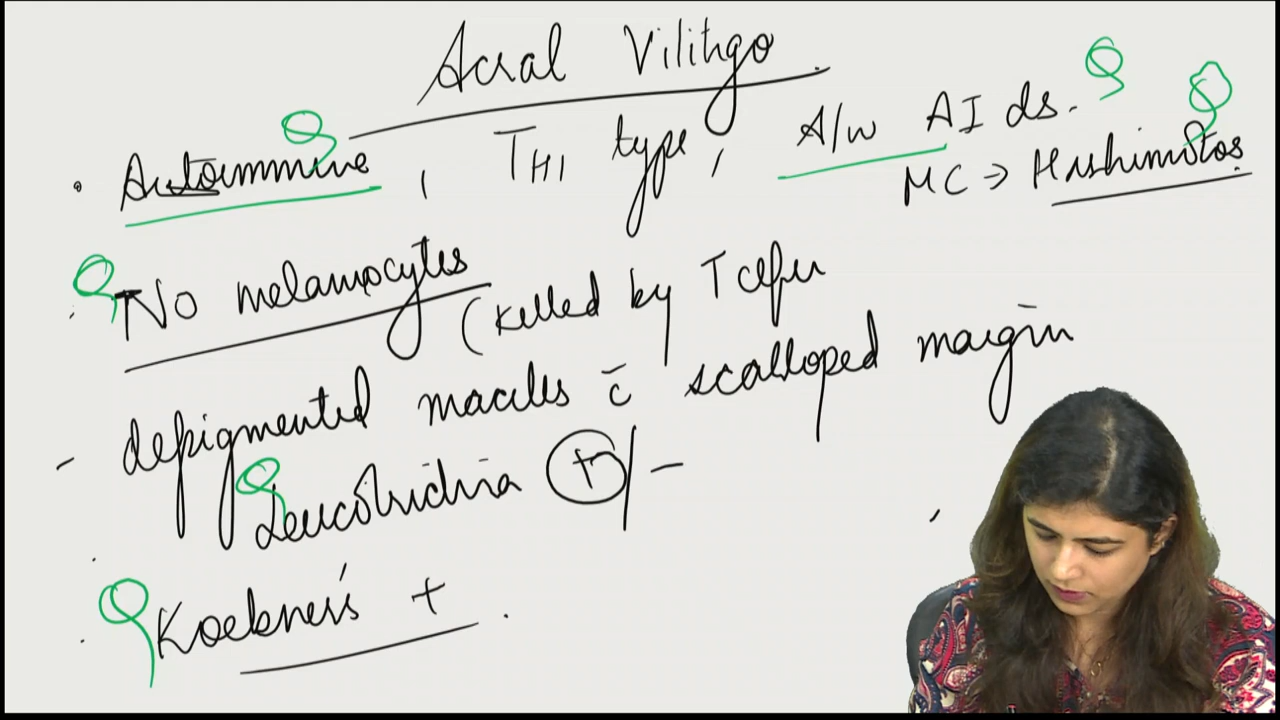 Acral Vilitigo
Autoimmune, TH1 type, A/w AI ds.
MC → Hashimotos
No melanocytes (killed by T cells
- depigmented macules c̄ scalloped margin
Leucotrichia ⊕/-
Koebner's +